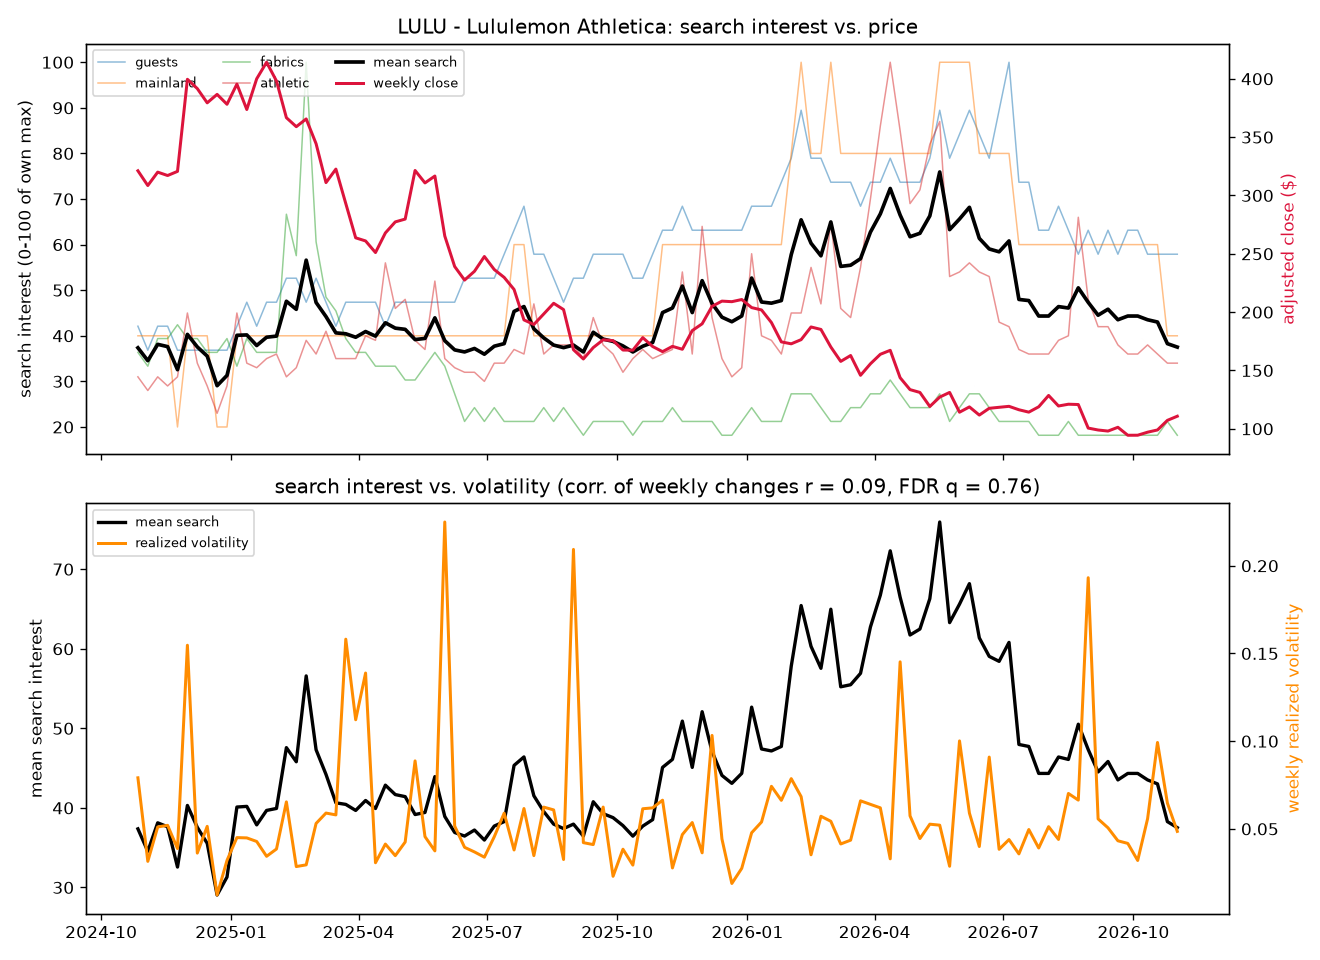 LULU - Lululemon Athletica: search interest vs. price
guests
mainland
fabrics
athletic
mean search
weekly close
search interest (0-100 of own max)
100
90
80
70
60
50
40
30
20
adjusted close ($)
400
350
300
250
200
150
100
search interest vs. volatility (corr. of weekly changes r = 0.09, FDR q = 0.76)
mean search
realized volatility
mean search interest
70
60
50
40
30
weekly realized volatility
0.20
0.15
0.10
0.05
2024-10 2025-01 2025-04 2025-07 2025-10 2026-01 2026-04 2026-07 2026-10